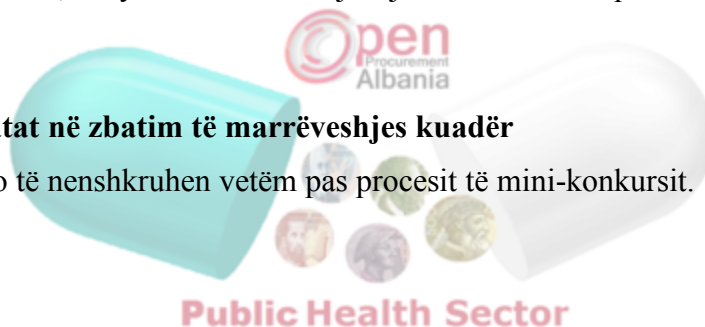 Open
Procurement
Albania
tat në zbatim të marrëveshjes kuadër
o të nenshkruhen vetëm pas procesit të mini-konkursit.
Public Health Sector